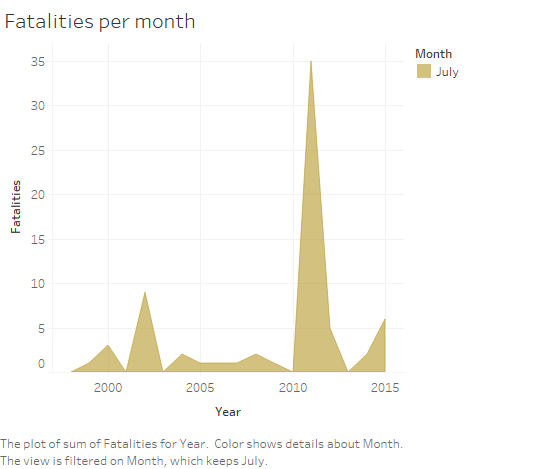 Fatalities per month
Month
July
Fatalities
35
30
25
20
15
10
5
0
2000 2005 2010 2015
Year
The plot of sum of Fatalities for Year. Color shows details about Month.
The view is filtered on Month, which keeps July.